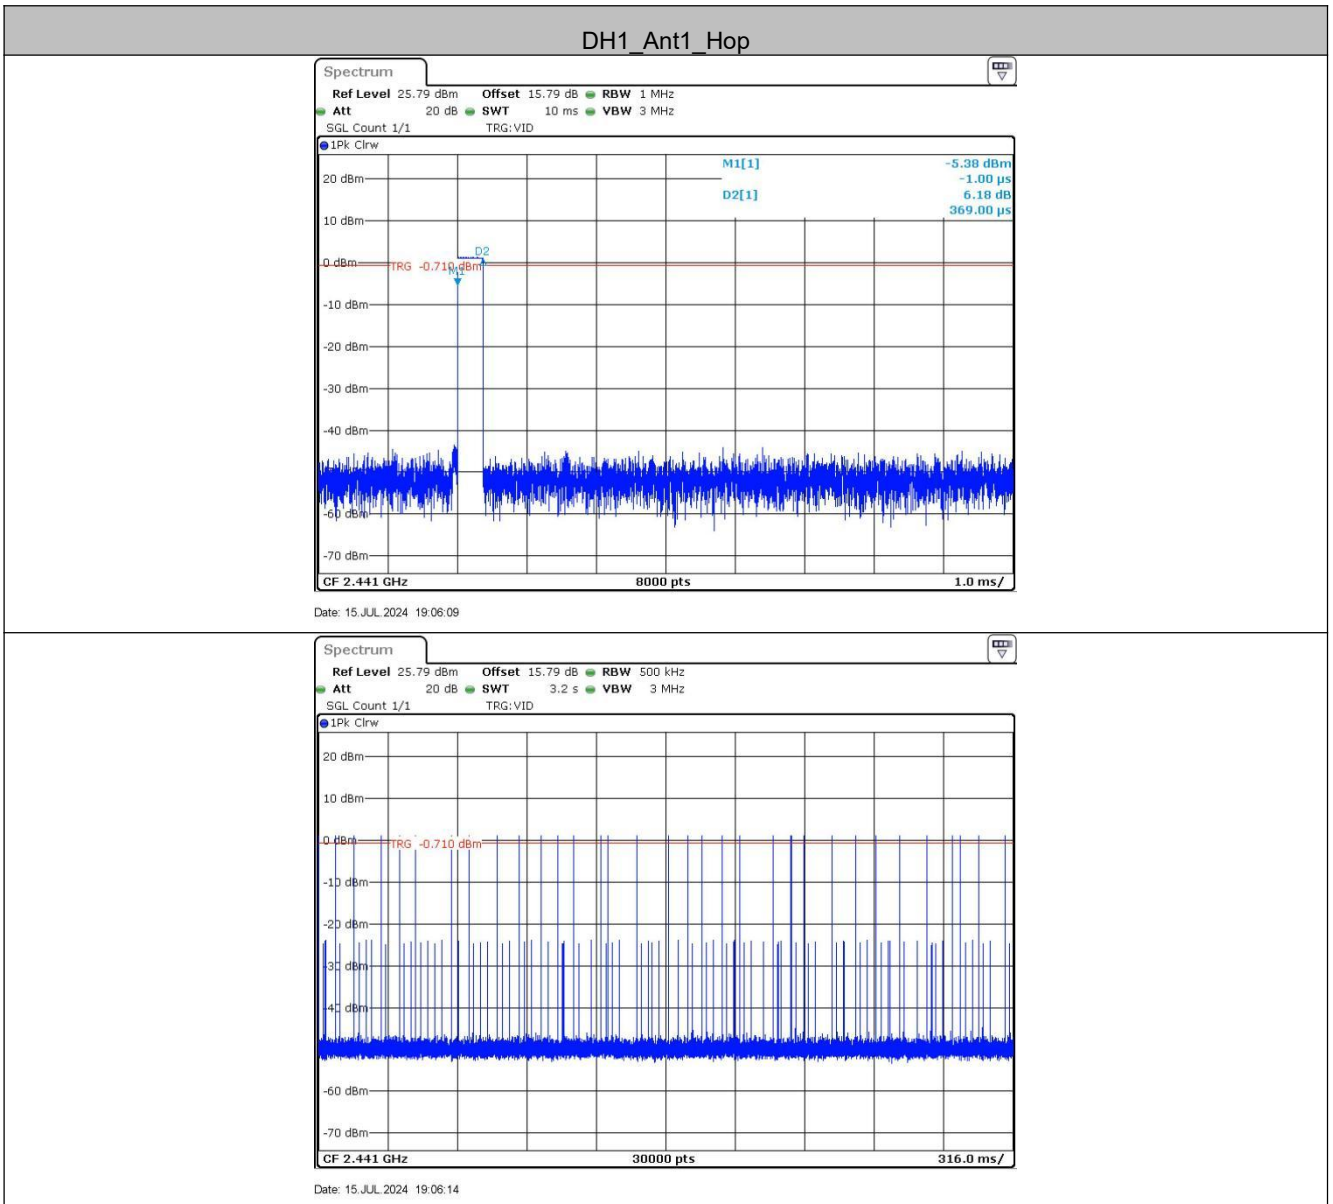 DH1_Ant1_Hop
Spectrum
Ref Level 25.79 dBm Offset 15.79 dB RBW 1 MHz
Att 20 dB SWT 10 ms VBW 3 MHz
SGL Count 1/1 TRG:VID
1Pk Clrw
M1[1] -5.38 dBm
-1.00 µs
20 dBm
D2[1] 6.18 dB
369.00 µs
10 dBm
D2
0 dBm
TRG -0.710 dBm
M1
-10 dBm
-20 dBm
-30 dBm
-40 dBm
-60 dBm
-70 dBm
CF 2.441 GHz 8000 pts 1.0 ms/
Date: 15.JUL.2024 19:06:09
Spectrum
Ref Level 25.79 dBm Offset 15.79 dB RBW 500 kHz
Att 20 dB SWT 3.2 s VBW 3 MHz
SGL Count 1/1 TRG:VID
1Pk Clrw
20 dBm
10 dBm
0 dBm
TRG -0.710 dBm
-10 dBm
-20 dBm
-30 dBm
-40 dBm
-60 dBm
-70 dBm
CF 2.441 GHz 30000 pts 316.0 ms/
Date: 15.JUL.2024 19:06:14